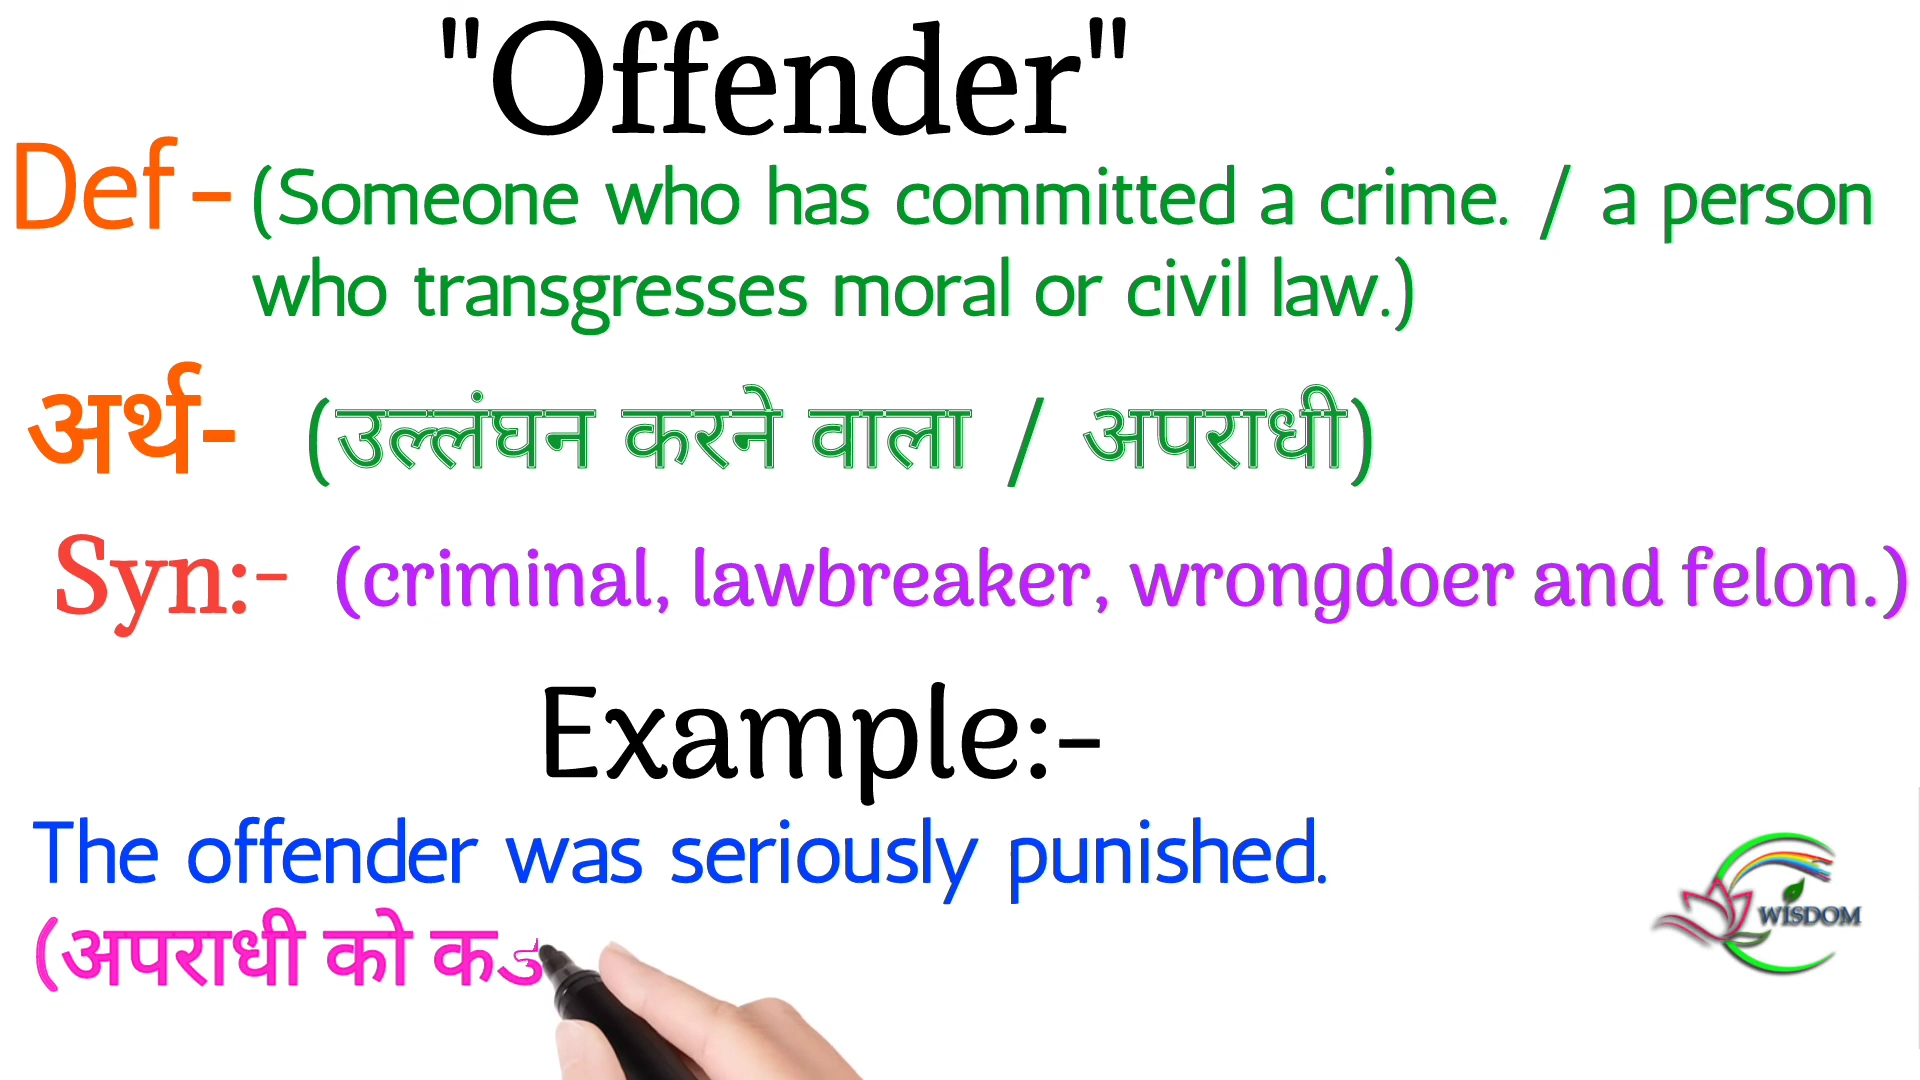 "Offender"
Def - (Someone who has committed a crime. / a person
who transgresses moral or civil law.)
अर्थ- (उल्लंघन करने वाला / अपराधी)
Syn:- (criminal, lawbreaker, wrongdoer and felon.)
Example:-
The offender was seriously punished.
(अपराधी को
WISDOM